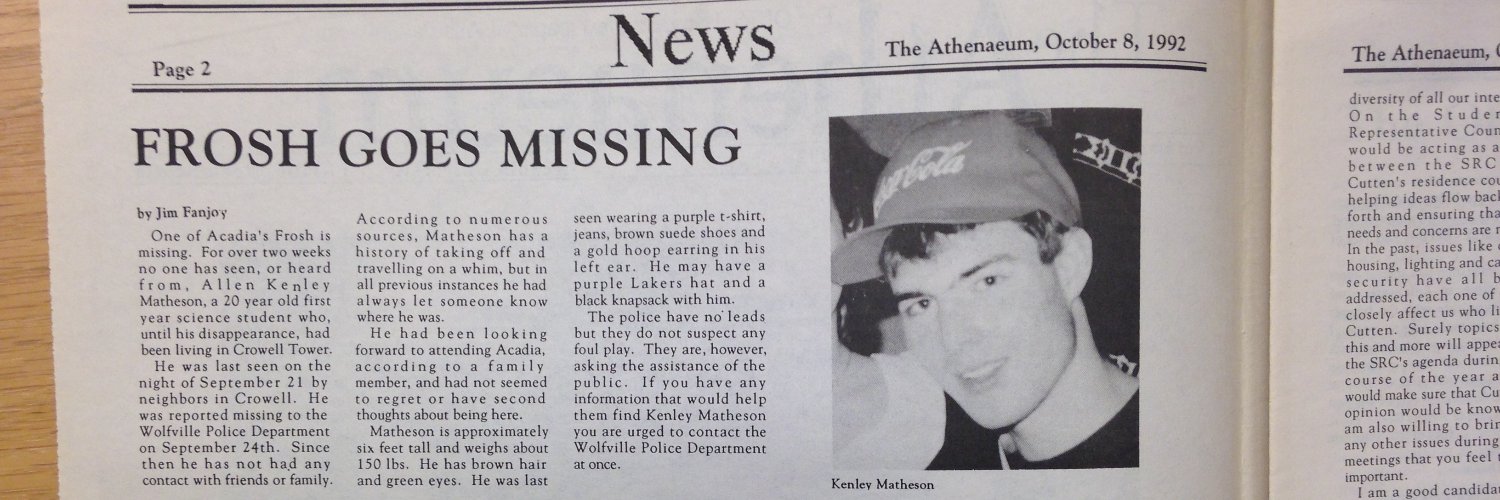 Page 2
News
The Athenaeum, October 8, 1992
FROSH GOES MISSING
by Jim Fanjoy
One of Acadia's Frosh is
missing. For over two weeks
no one has seen, or heard
from, Allen Kenley
Matheson, a 20 year old first
year science student who,
until his disappearance, had
been living in Crowell Tower.
He was last seen on the
night of September 21 by
neighbors in Crowell. He
was reported missing to the
Wolfville Police Department
on September 24th. Since
then he has not had any
contact with friends or family.
According to numerous
sources, Matheson has a
history of taking off and
travelling on a whim, but in
all previous instances he had
always let someone know
where he was.
He had been looking
forward to attending Acadia,
according to a family
member, and had not seemed
to regret or have second
thoughts about being here.
Matheson is approximately
six feet tall and weighs about
150 lbs. He has brown hair
and green eyes. He was last
seen wearing a purple t-shirt,
jeans, brown suede shoes and
a gold hoop earring in his
left ear. He may have a
purple Lakers hat and a
black knapsack with him.
The police have no leads
but they do not suspect any
foul play. They are, however,
asking the assistance of the
public. If you have any
information that would help
them find Kenley Matheson
you are urged to contact the
Wolfville Police Department
at once.
Kenley Matheson
The Athenaeum,
diversity of all our
On the
Representative
would be acting as a
between the SRC
Cutten's residence
helping ideas flow
forth and ensuring
needs and concerns are
In the past, issues like
housing, lighting and
security have all
addressed, each one of
closely affect us who
Cutten. Surely topics
this and more will
the SRC's agenda
course of the year
would make sure that
opinion would be
am also willing to
any other issues during
meetings that you feel
important.
I am a good